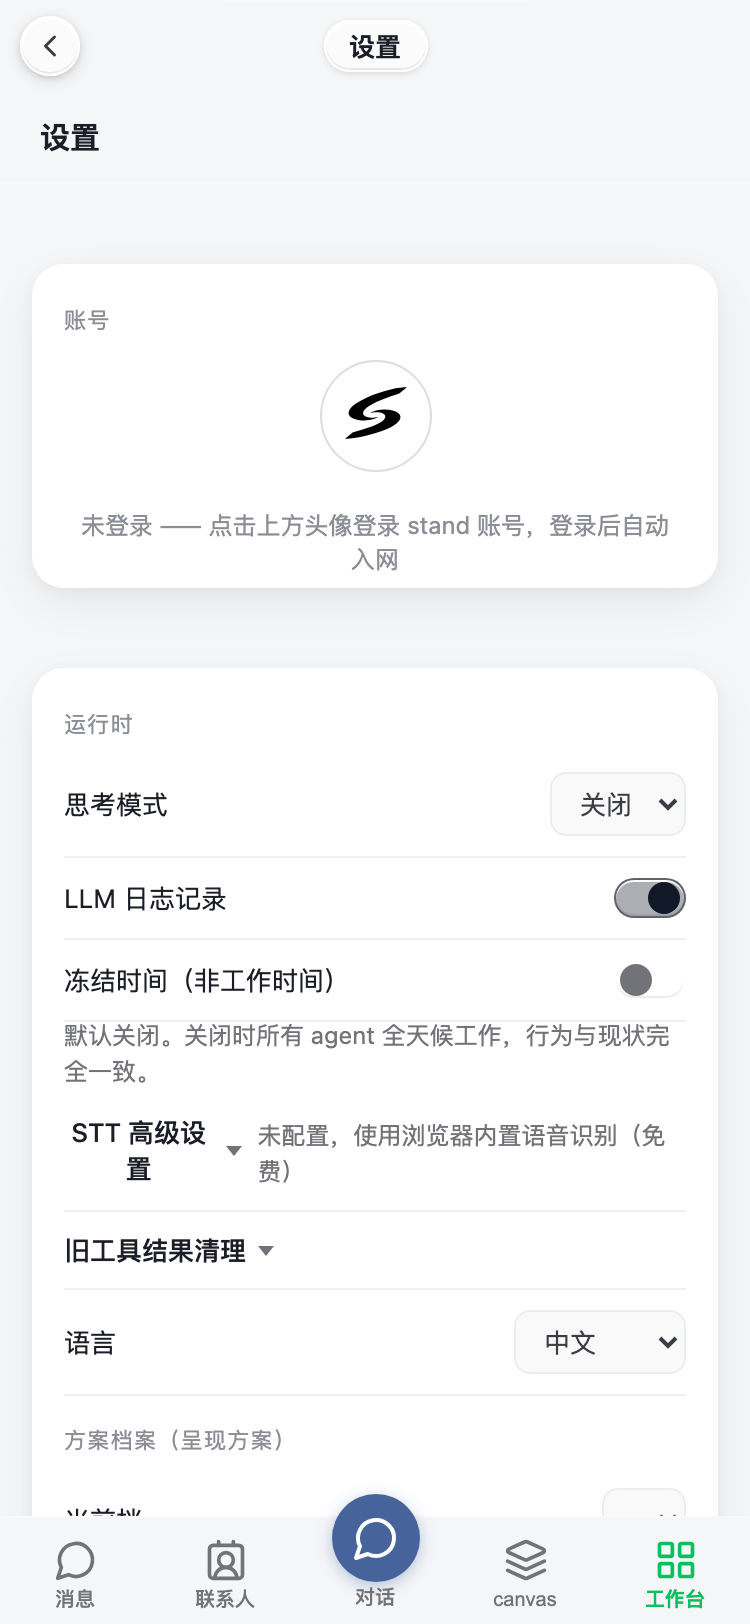 设置
设置
账号
未登录 —— 点击上方头像登录 stand 账号，登录后自动
入网
运行时
思考模式
关闭
LLM 日志记录
冻结时间（非工作时间）
默认关闭。关闭时所有 agent 全天候工作，行为与现状完
全一致。
STT 高级设
置
未配置，使用浏览器内置语音识别（免
费）
旧工具结果清理
语言
中文
方案档案（呈现方案）
消息
联系人
对话
canvas
工作台